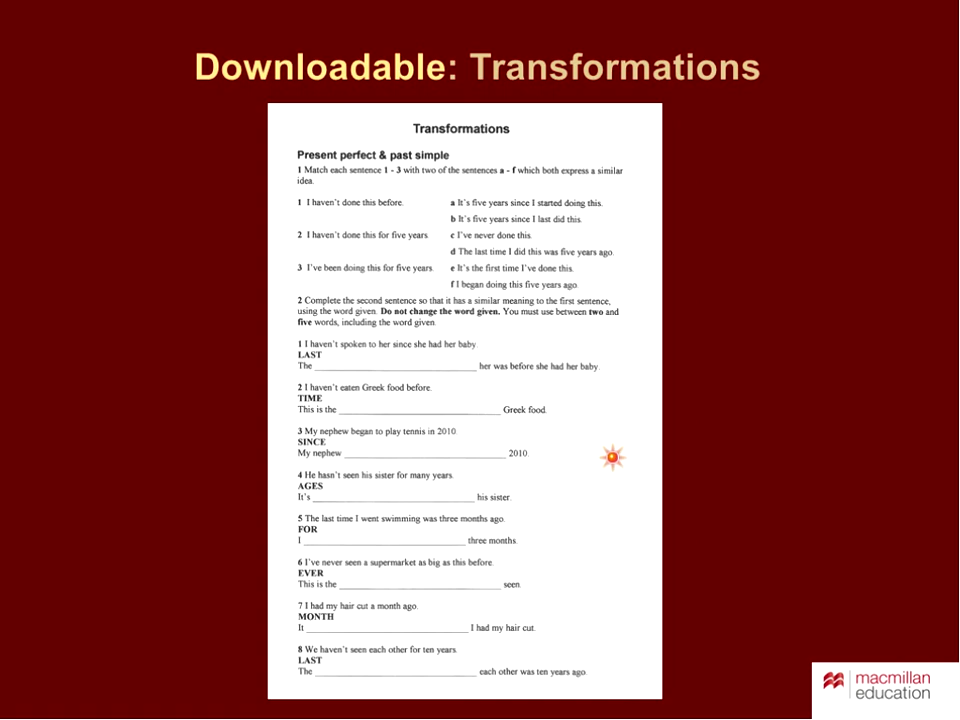 Downloadable: Transformations
Transformations
Present perfect & past simple
1 Match each sentence 1 - 3 with two of the sentences a - f which both express a similar
idea.
1 I haven't done this before.
a It's five years since I started doing this.
b It's five years since I last did this.
2 I haven't done this for five years
c I've never done this.
d The last time I did this was five years ago.
3 I've been doing this for five years.
e It's the first time I've done this.
f I began doing this five years ago
2 Complete the second sentence so that it has a similar meaning to the first sentence,
using the word given. Do not change the word given. You must use between two and
five words, including the word given.
1 I haven't spoken to her since she had her baby.
LAST
The ______________________ her was before she had her baby.
2 I haven't eaten Greek food before.
TIME
This is the ______________________ Greek food.
3 My nephew began to play tennis in 2010.
SINCE
My nephew ______________________ 2010.
4 He hasn't seen his sister for many years.
AGES
It's ______________________ his sister.
5 The last time I went swimming was three months ago.
FOR
I ______________________ three months.
6 I've never seen a supermarket as big as this before.
EVER
This is the ______________________ seen.
7 I had my hair cut a month ago.
MONTH
It ______________________ I had my hair cut.
8 We haven't seen each other for ten years.
LAST
The ______________________ each other was ten years ago.
macmillan
education